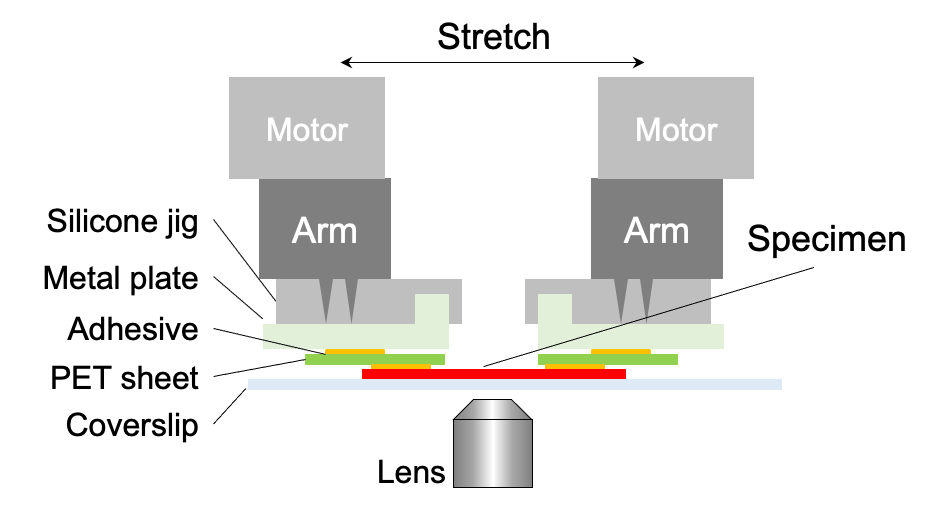 Stretch
Motor
Motor
Silicone jig
Arm
Arm
Specimen
Metal plate
Adhesive
PET sheet
Coverslip
Lens